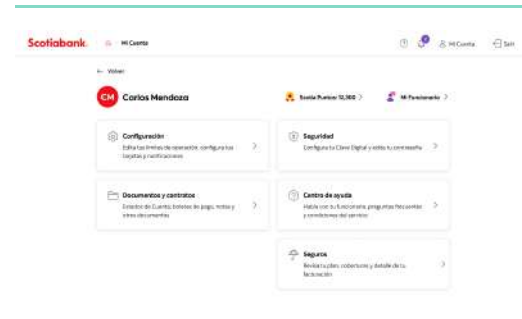 Scotiabank.
Mi Cuenta
Mi Cuenta
Salir
Volver
CM
Carlos Mendoza
Scotia Puntos: 12,300
Mi Funcionario
Configuración
Edita tus límites de operación, configura tus
tarjetas y notificaciones
Seguridad
Configura tu Clave Digital y edita tu contraseña
Documentos y contratos
Estados de Cuenta, boletas de pago, notas y
otros documentos
Centro de ayuda
Habla con tu funcionario, preguntas frecuentes
y condiciones del servicio
Seguros
Revisa tu plan, coberturas y detalle de tu
facturación